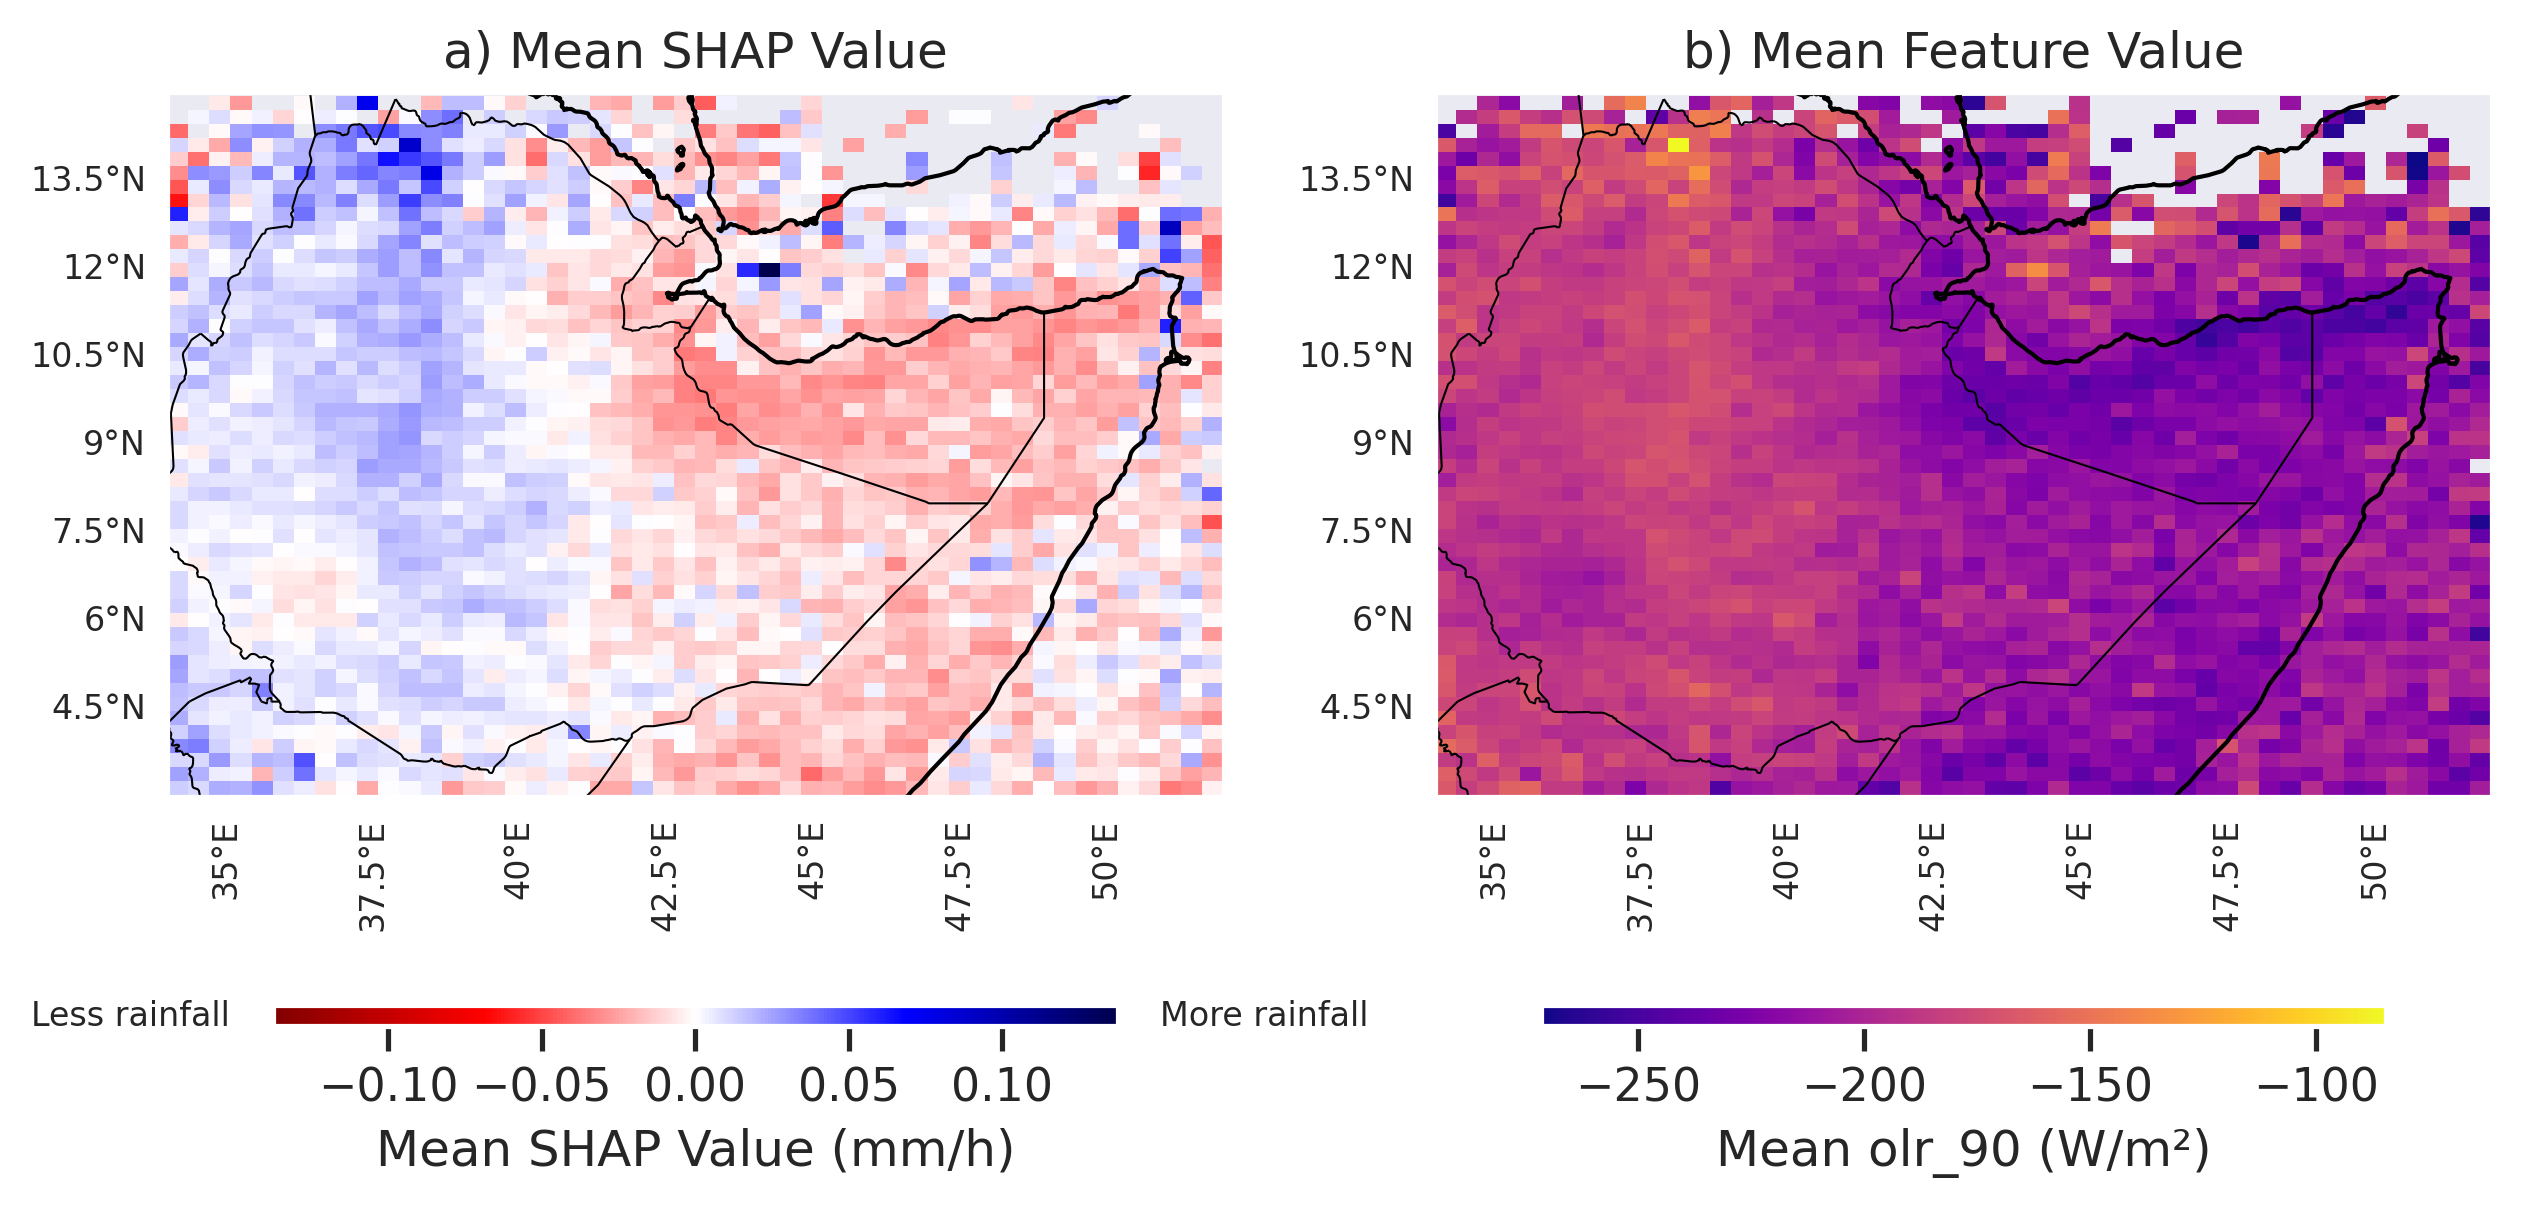 a) Mean SHAP Value
13.5°N
12°N
10.5°N
9°N
7.5°N
6°N
4.5°N
35°E
37.5°E
40°E
42.5°E
45°E
47.5°E
50°E
Less rainfall
More rainfall
−0.10
−0.05
0.00
0.05
0.10
Mean SHAP Value (mm/h)
b) Mean Feature Value
13.5°N
12°N
10.5°N
9°N
7.5°N
6°N
4.5°N
35°E
37.5°E
40°E
42.5°E
45°E
47.5°E
50°E
−250
−200
−150
−100
Mean olr_90 (W/m²)